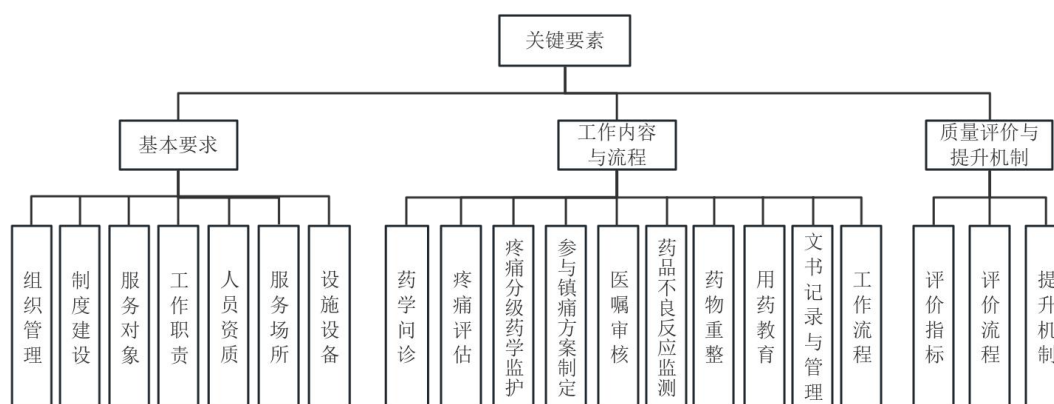 关键要素
基本要求
工作内容
与流程
质量评价与
提升机制
组织管理
制度建设
服务对象
工作职责
人员资质
服务场所
设施设备
药学问诊
疼痛评估
疼痛分级药学监护
参与镇痛方案制定
医嘱审核
药品不良反应监测
药物重整
用药教育
文书记录与管理
工作流程
评价指标
评价流程
提升机制